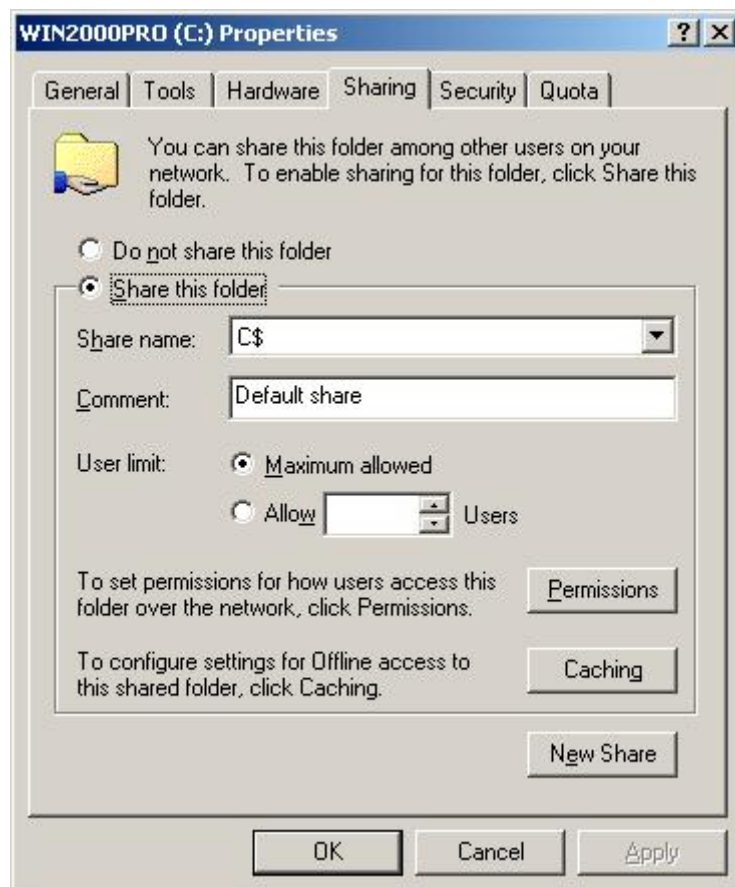 WIN2000PRO (C:) Properties
?
General Tools Hardware Sharing Security Quota
You can share this folder among other users on your
network. To enable sharing for this folder, click Share this
folder.
Do not share this folder
Share this folder
Share name: C$
Comment: Default share
User limit: Maximum allowed
Allow Users
To set permissions for how users access this
folder over the network, click Permissions.
Permissions
To configure settings for Offline access to
this shared folder, click Caching.
Caching
New Share
OK Cancel Apply